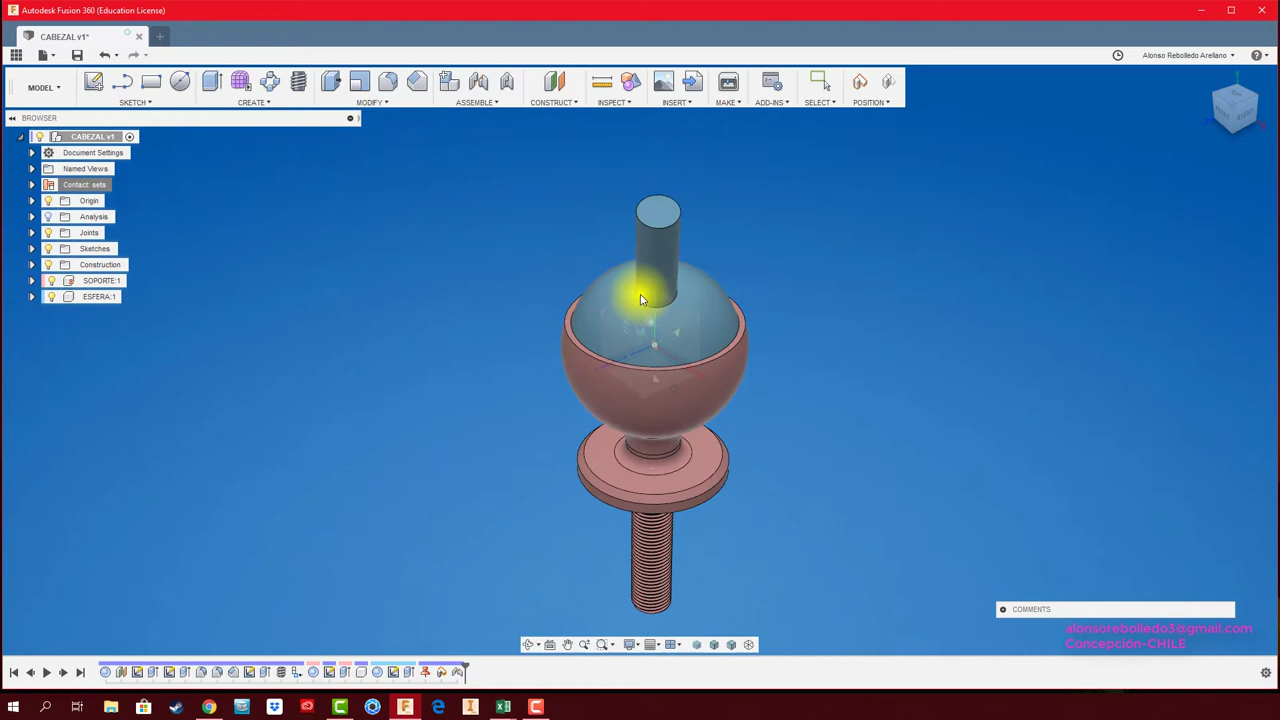 Autodesk Fusion 360 (Education License)
CABEZAL v1*
Alonso Rebolledo Arellano
MODEL
SKETCH
CREATE
MODIFY
ASSEMBLE
CONSTRUCT
INSPECT
INSERT
MAKE
ADD-INS
SELECT
POSITION
BROWSER
CABEZAL v1
Document Settings
Named Views
Contact: sets
Origin
Analysis
Joints
Sketches
Construction
SOPORTE:1
ESFERA:1
COMMENTS
alonsorebolledo3@gmail.com
Concepción-CHILE